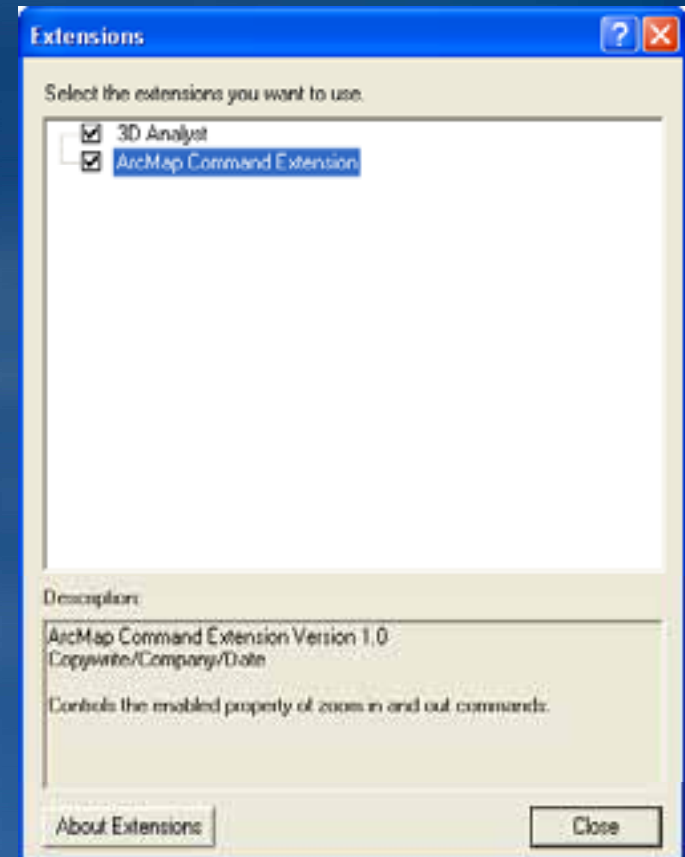 Extensions
Select the extensions you want to use.
3D Analyst
ArcMap Command Extension
Description:
ArcMap Command Extension Version 1.0
Copywrite/Company/Date
Controls the enabled property of zoom in and out commands.
About Extensions
Close